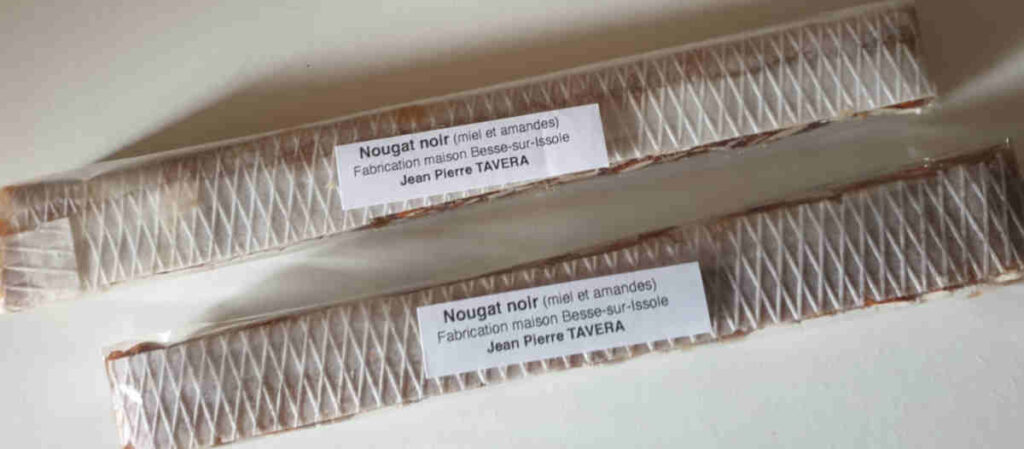 Nougat noir (miel et amandes)
Fabrication maison Besse-sur-Issole
Jean Pierre TAVERA
Nougat noir (miel et amandes)
Fabrication maison Besse-sur-Issole
Jean Pierre TAVERA